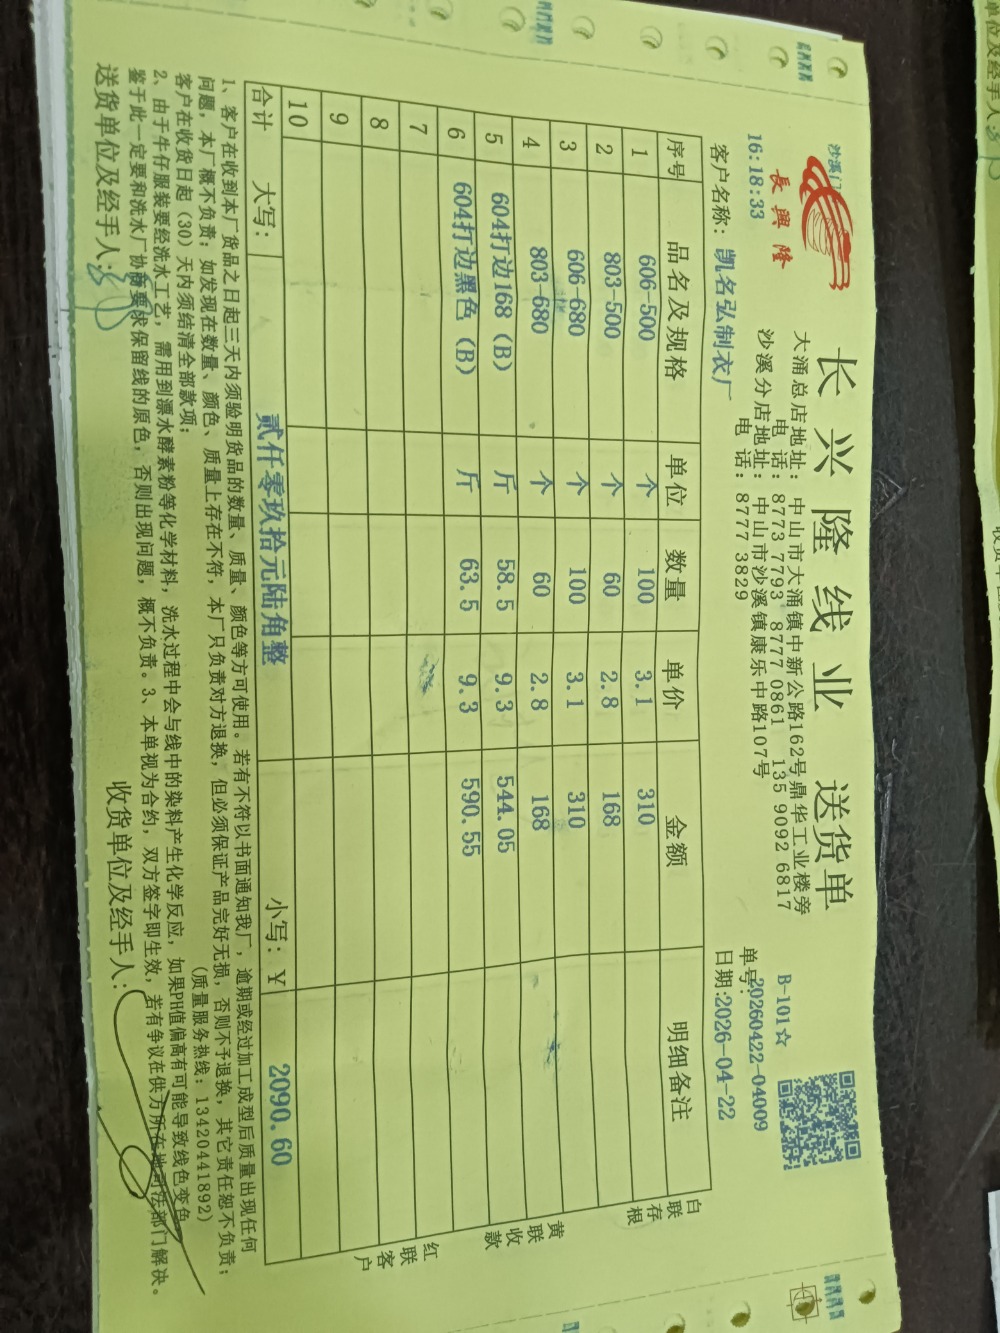 沙溪门
長興隆
16:18:33
长兴隆线业 送货单
大涌总店地址: 中山市大涌镇中新公路162号鼎华工业楼旁
电 话: 8773 7793 8777 0861 135 9092 6817
沙溪分店地址: 中山市沙溪镇康乐中路107号
电 话: 8777 3829
B-101☆
单号:20260422-04009
客户名称: 凯名弘制衣厂
日期:2026-04-22
序号 品名及规格 单位 数量 单价 金额 明细备注
1 606-500 个 100 3.1 310
2 803-500 个 60 2.8 168
3 606-680 个 100 3.1 310
4 803-680 个 60 2.8 168
5 604打边168（B） 斤 58.5 9.3 544.05
6 604打边黑色（B） 斤 63.5 9.3 590.55
7
8
9
10
合计 大写: 贰仟零玖拾元陆角整 小写: ¥ 2090.60
白联存根
黄联收款
红联客户
1、客户在收到本厂货品之日起三天内须验明货品的数量、质量、颜色等方可使用。若有不符以书面通知我厂，逾期或经过加工成型后质量出现任何
问题，本厂概不负责；如发现在数量、颜色、质量上存在不符，本厂只负责对方退换，但必须保证产品完好无损，否则不予退换，其它责任恕不负责；
客户在收货日起（30）天内须结清全部款项； (质量服务热线: 13420441892)
2、由于牛仔服装要经洗水工艺，需用到漂水酵素粉等化学材料，洗水过程中会与线中的染料产生化学反应，如果PH值偏高有可能导致线色变色，
鉴于此一定要和洗水厂协商要求保留线的原色，否则出现问题，概不负责。3、本单视为合约，双方签字即生效，若有争议在供方所在地司法部门解决。
送货单位及经手人:
收货单位及经手人:
单位及经手人